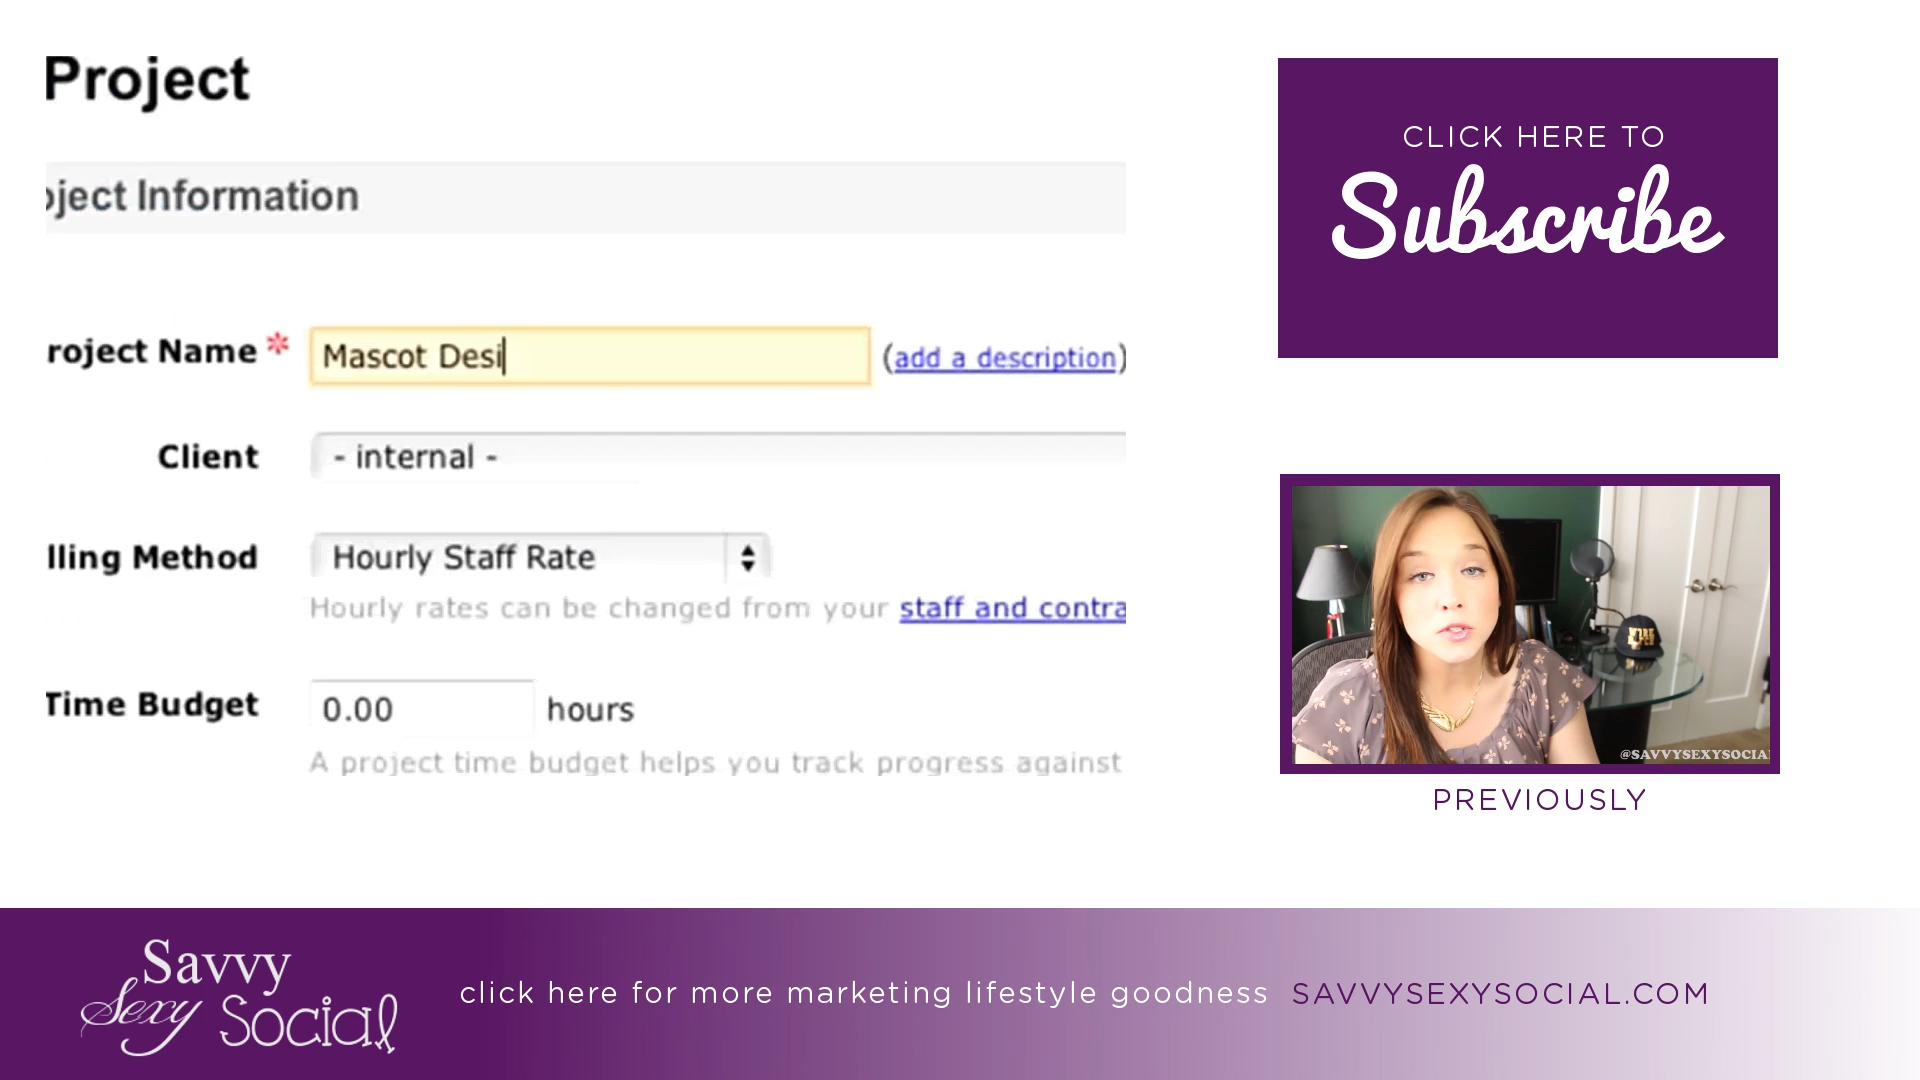 Project
oject Information
roject Name * Mascot Desi (add a description)
Client - internal -
lling Method Hourly Staff Rate
Hourly rates can be changed from your staff and contra
Time Budget 0.00 hours
A project time budget helps you track progress against
CLICK HERE TO
Subscribe
@SAVVYSEXYSOCIAL
PREVIOUSLY
Savvy
Sexy Social
click here for more marketing lifestyle goodness SAVVYSEXYSOCIAL.COM